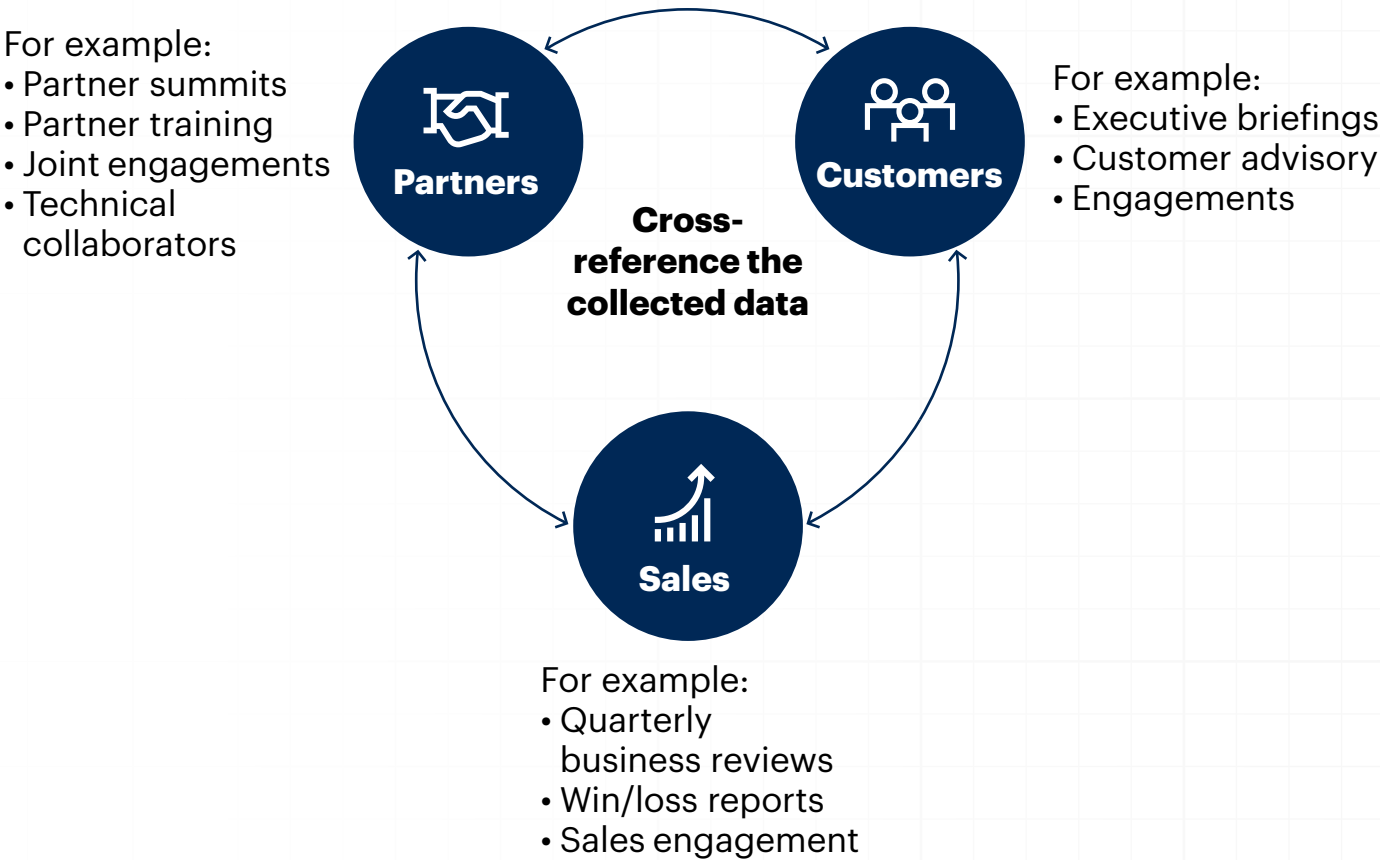 For example:
• Partner summits
• Partner training
• Joint engagements
• Technical
collaborators
Partners
Cross-
reference the
collected data
Customers
For example:
• Executive briefings
• Customer advisory
• Engagements
Sales
For example:
• Quarterly
business reviews
• Win/loss reports
• Sales engagement